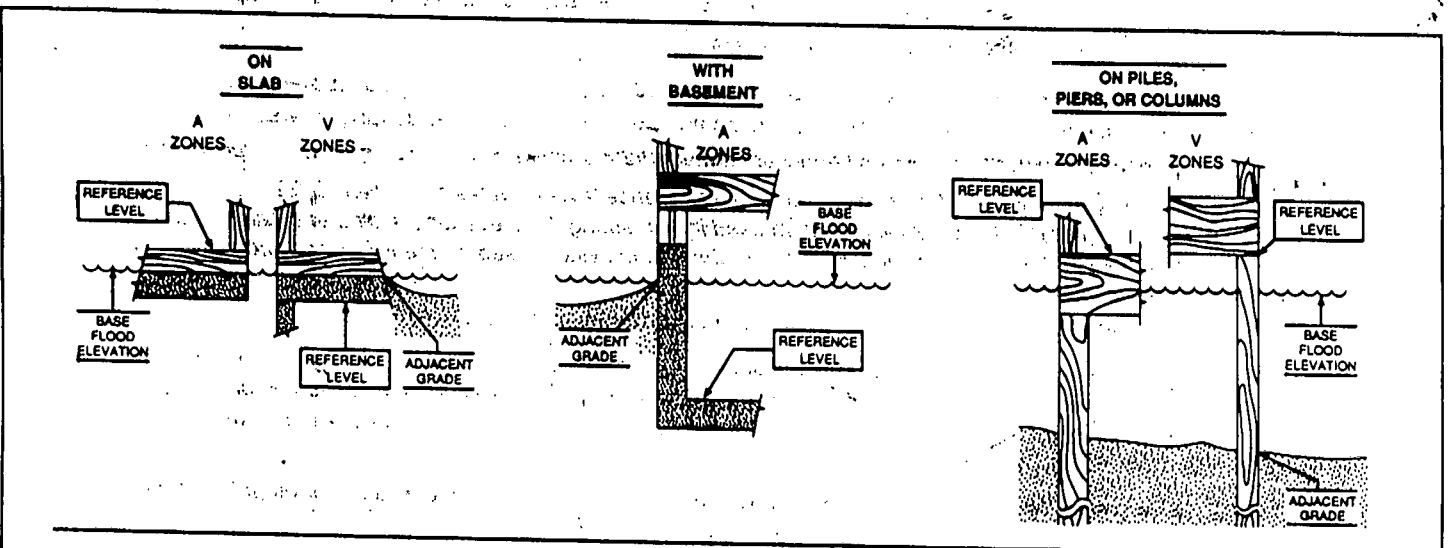 ON
SLAB
A
ZONES
V
ZONES
REFERENCE
LEVEL
BASE
FLOOD
ELEVATION
REFERENCE
LEVEL
ADJACENT
GRADE
WITH
BASEMENT
A
ZONES
BASE
FLOOD
ELEVATION
ADJACENT
GRADE
REFERENCE
LEVEL
ON PILES,
PIERS, OR COLUMNS
A
ZONES
V
ZONES
REFERENCE
LEVEL
REFERENCE
LEVEL
BASE
FLOOD
ELEVATION
ADJACENT
GRADE